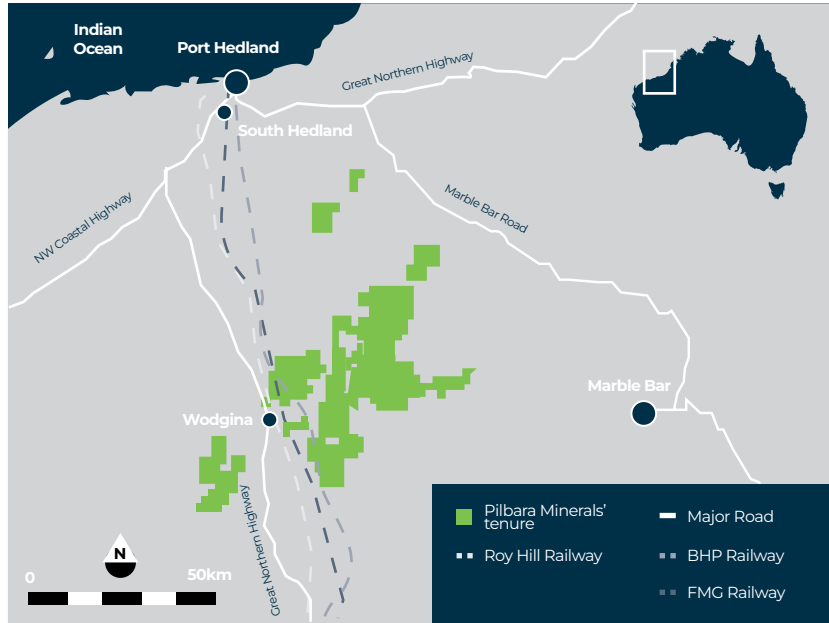 Indian
Ocean
Port Hedland
Great Northern Highway
South Hedland
NW Coastal Highway
Marble Bar Road
Marble Bar
Wodgina
Great Northern Highway
N
0
50km
Pilbara Minerals'
tenure
Major Road
Roy Hill Railway
BHP Railway
FMG Railway